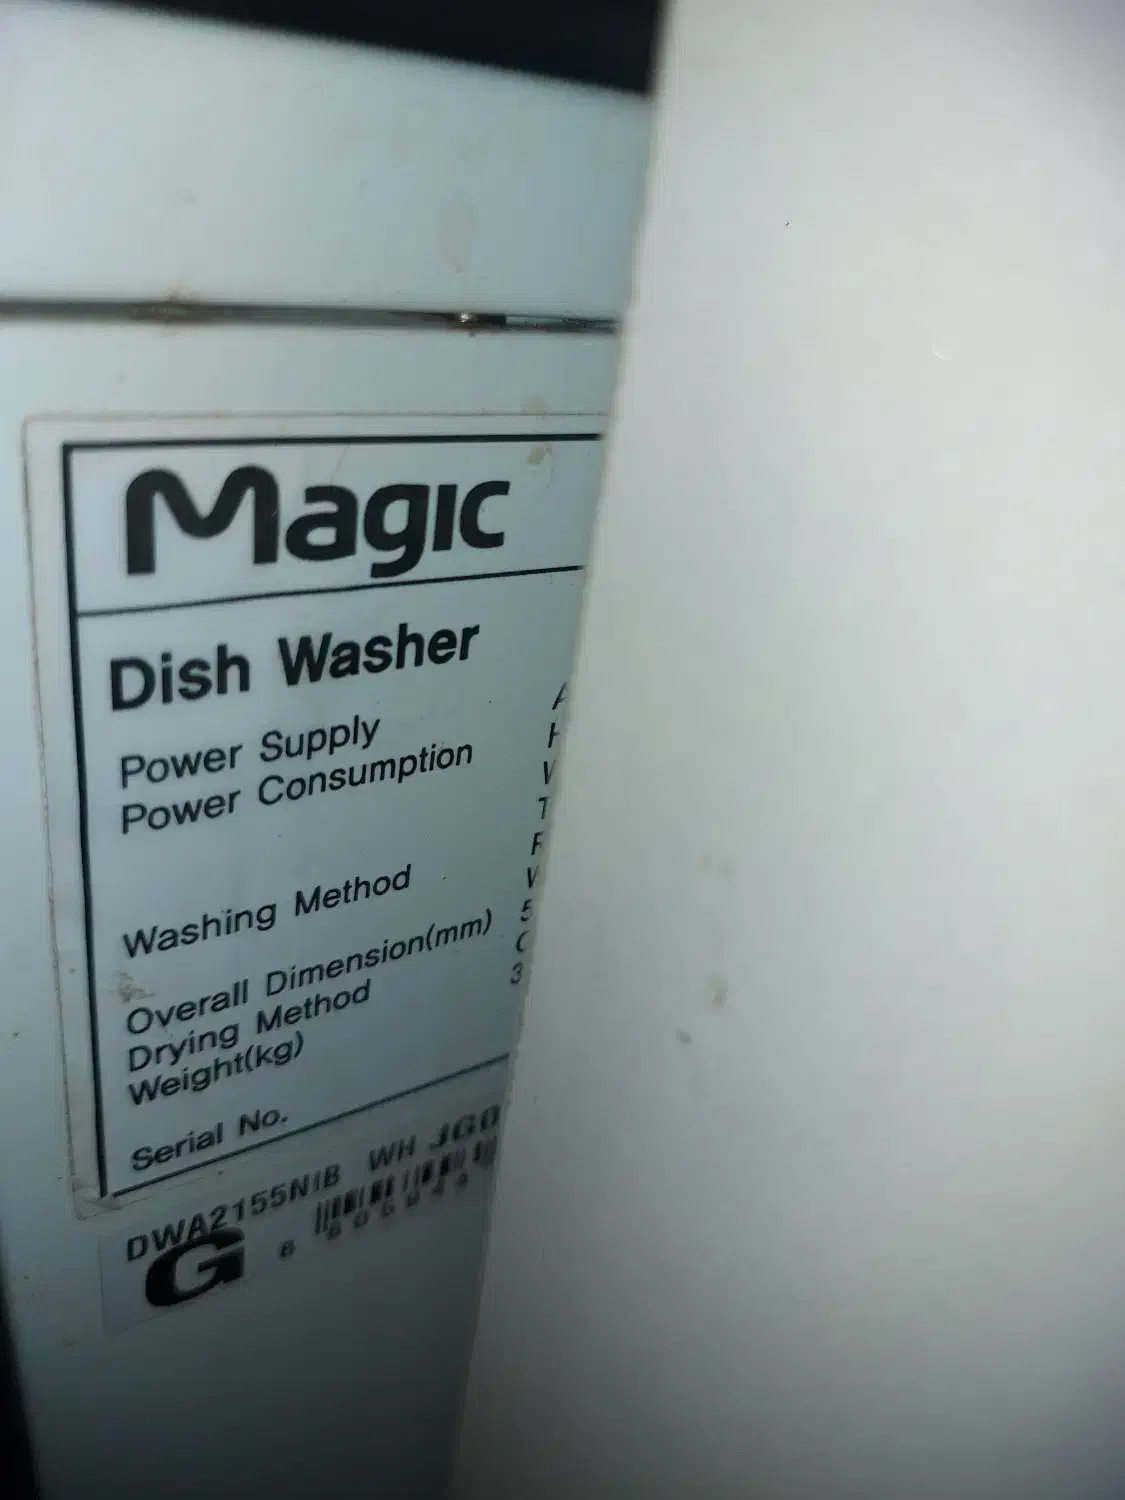 Magic
Dish Washer
Power Supply
Power Consumption
Washing Method
Overall Dimension(mm)
Drying Method
Weight(kg)
Serial No.
DWA2155NIB WH JG0
G